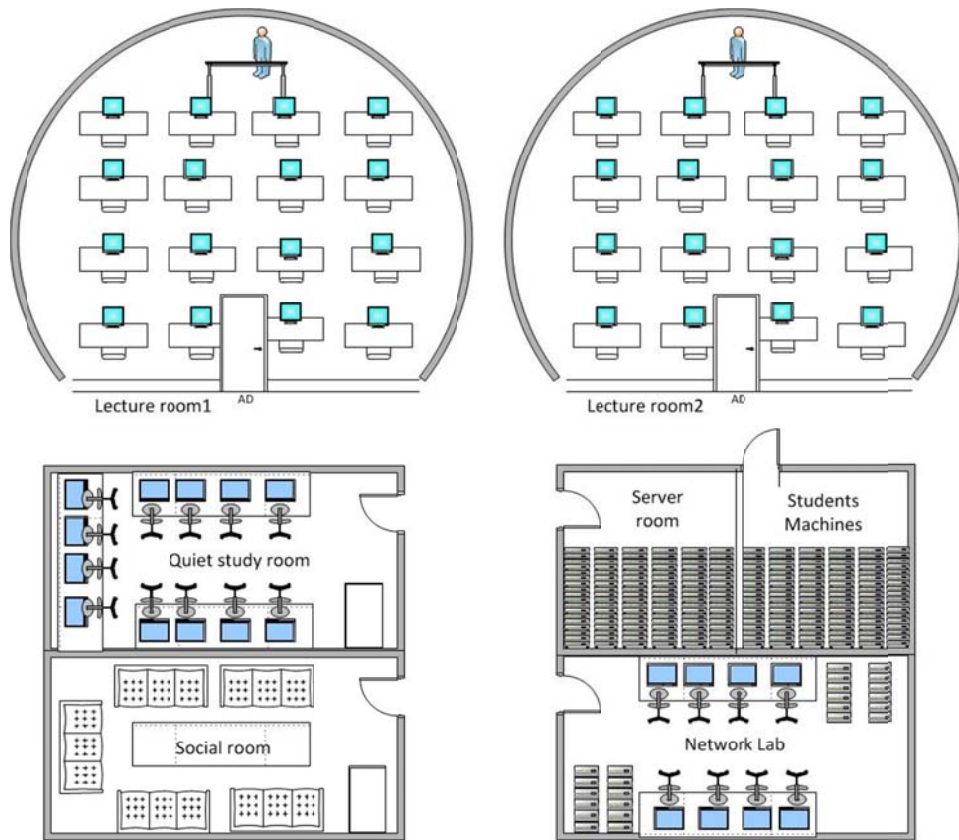 AD
Lecture room1
AD
Lecture room2
Quiet study room
Server
room
Students
Machines
Social room
Network Lab